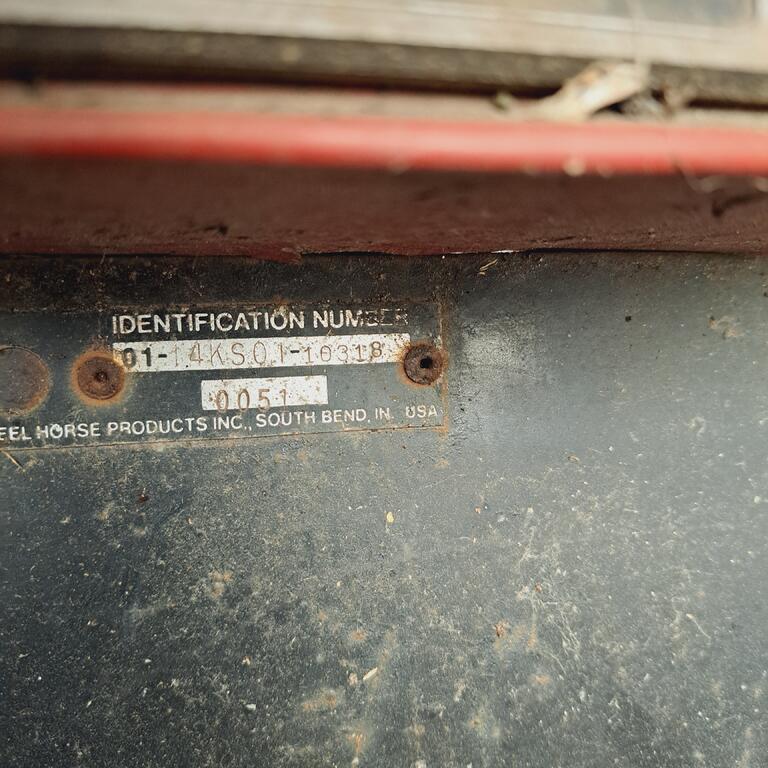 IDENTIFICATION NUMBER
01-14KS01-10318
0051
EEL HORSE PRODUCTS INC., SOUTH BEND, IN. USA